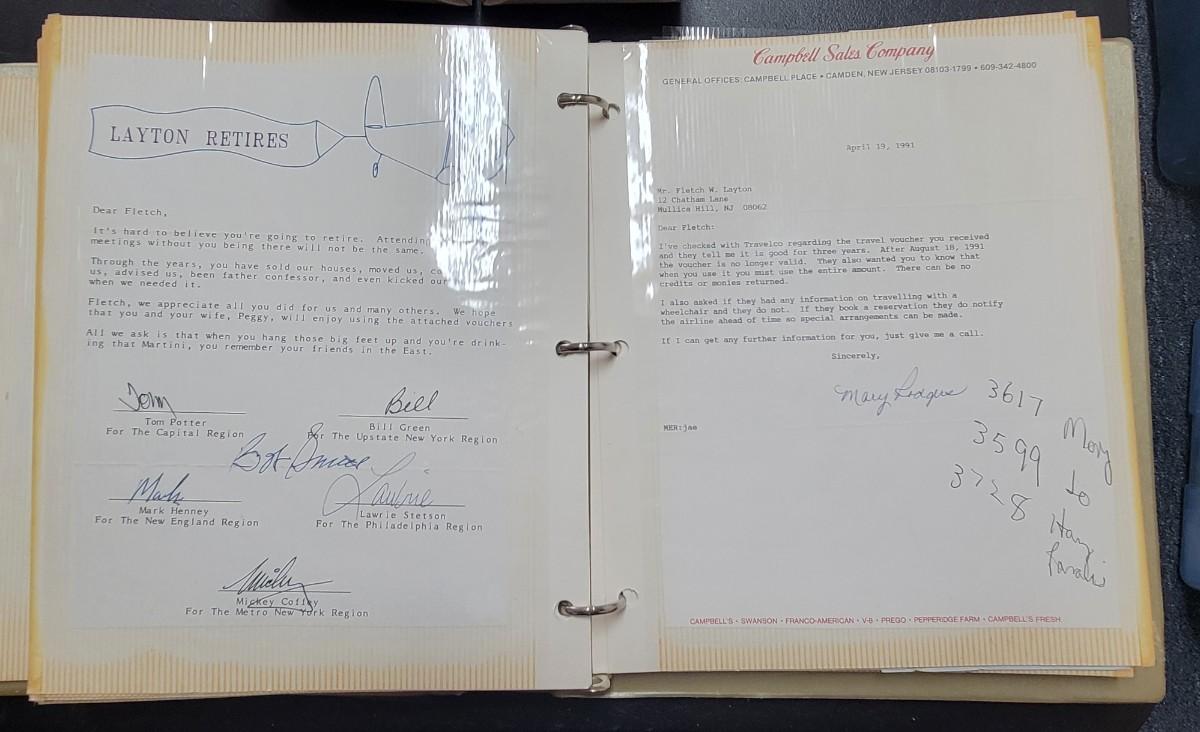 LAYTON RETIRES
Dear Fletch,
It's hard to believe you're going to retire. Attending
meetings without you being there will not be the same.
Through the years, you have sold our houses, moved us,
us, advised us, been father confessor, and even kicked our
when we needed it.
Fletch, we appreciate all you did for us and many others. We hope
that you and your wife, Peggy, will enjoy using the attached vouchers
All we ask is that when you hang those big feet up and you're drink-
ing that Martini, you remember your friends in the East.
Tom
Bill
Tom Potter
Bill Green
For The Capital Region
For The Upstate New York Region
Mark
Lawrie
Mark Henney
Lawrie Stetson
For The New England Region
For The Philadelphia Region
Mickey
Mickey Coffey
For The Metro New York Region
Campbell Sales Company
GENERAL OFFICES: CAMPBELL PLACE • CAMDEN, NEW JERSEY 08103-1799 • 609-342-4800
April 19, 1991
Mr. Fletch W. Layton
12 Chatham Lane
Mullica Hill, NJ 08062
Dear Fletch:
I've checked with Travelco regarding the travel voucher you received
and they tell me it is good for three years. After August 18, 1991
the voucher is no longer valid. They also wanted you to know that
when you use it you must use the entire amount. There can be no
credits or monies returned.
I also asked if they had any information on travelling with a
wheelchair and they do not. If they book a reservation they do notify
the airline ahead of time so special arrangements can be made.
If I can get any further information for you, just give me a call.
Sincerely,
Mary 3617
MER:jae
3599
3728
Mary
to
CAMPBELL'S • SWANSON • FRANCO-AMERICAN • V-8 • PREGO • PEPPERIDGE FARM • CAMPBELL'S FRESH